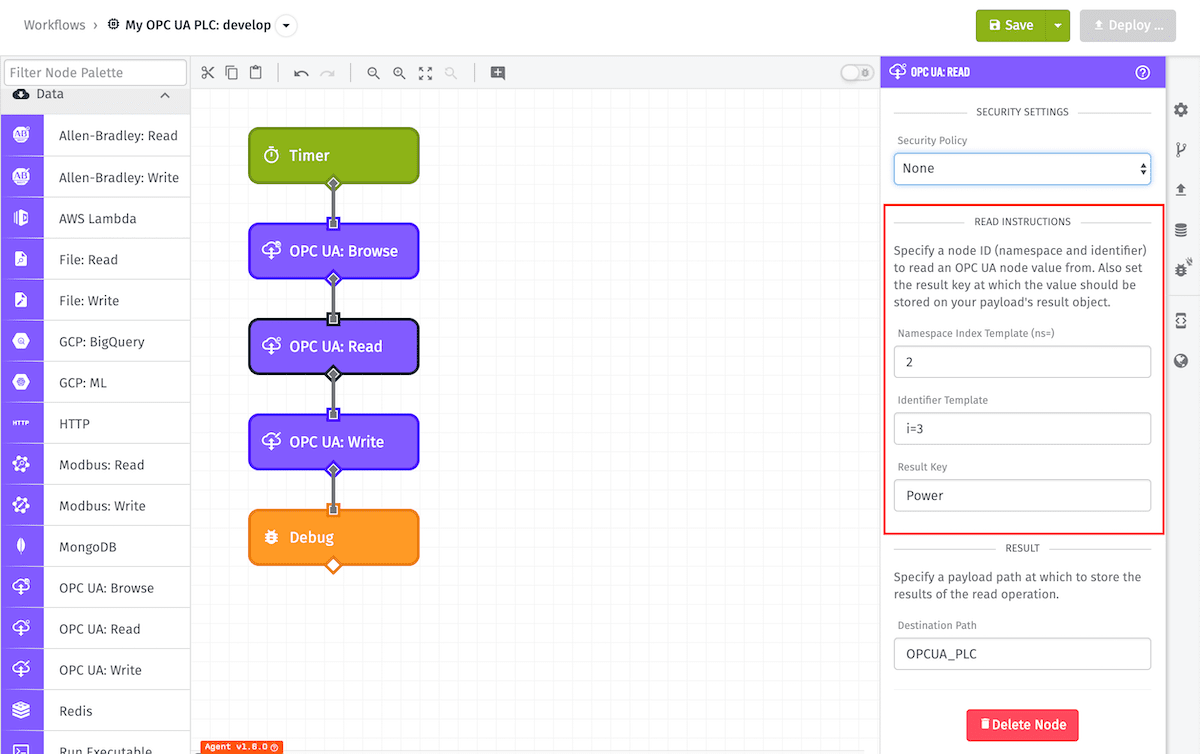 Workflows › My OPC UA PLC: develop
Save
Deploy ...
Filter Node Palette
Data
Allen-Bradley: Read
Allen-Bradley: Write
AWS Lambda
File: Read
File: Write
GCP: BigQuery
GCP: ML
HTTP
HTTP
Modbus: Read
Modbus: Write
MongoDB
OPC UA: Browse
OPC UA: Read
OPC UA: Write
Redis
Run Executable
Timer
OPC UA: Browse
OPC UA: Read
OPC UA: Write
Debug
Agent v1.8.0
OPC UA: READ
SECURITY SETTINGS
Security Policy
None
READ INSTRUCTIONS
Specify a node ID (namespace and identifier)
to read an OPC UA node value from. Also set
the result key at which the value should be
stored on your payload's result object.
Namespace Index Template (ns=)
2
Identifier Template
i=3
Result Key
Power
RESULT
Specify a payload path at which to store the
results of the read operation.
Destination Path
OPCUA_PLC
Delete Node